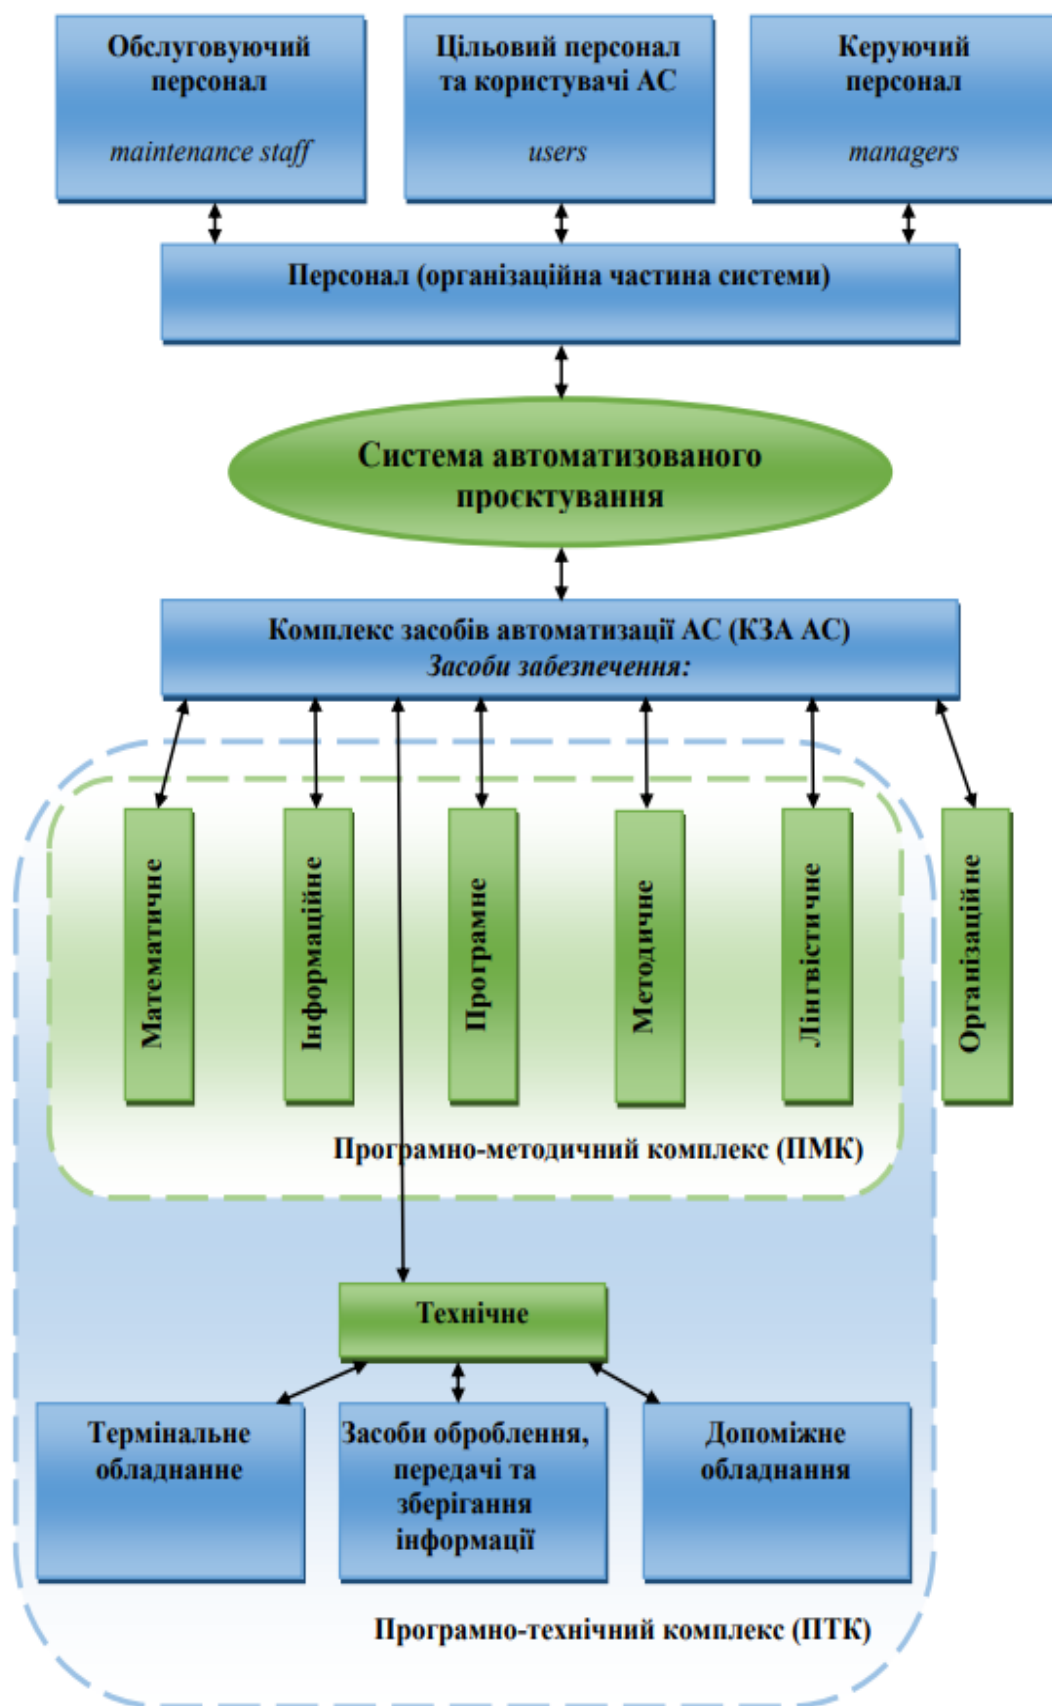 Обслуговуючий
персонал
maintenance staff
Цільовий персонал
та користувачі АС
users
Керуючий
персонал
managers
Персонал (організаційна частина системи)
Система автоматизованого
проєктування
Комплекс засобів автоматизації АС (КЗА АС)
Засоби забезпечення:
Математичне
Інформаційне
Програмне
Методичне
Лінгвістичне
Організаційне
Програмно-методичний комплекс (ПМК)
Технічне
Термінальне
обладнанне
Засоби оброблення,
передачі та
зберігання
інформації
Допоміжне
обладнання
Програмно-технічний комплекс (ПТК)